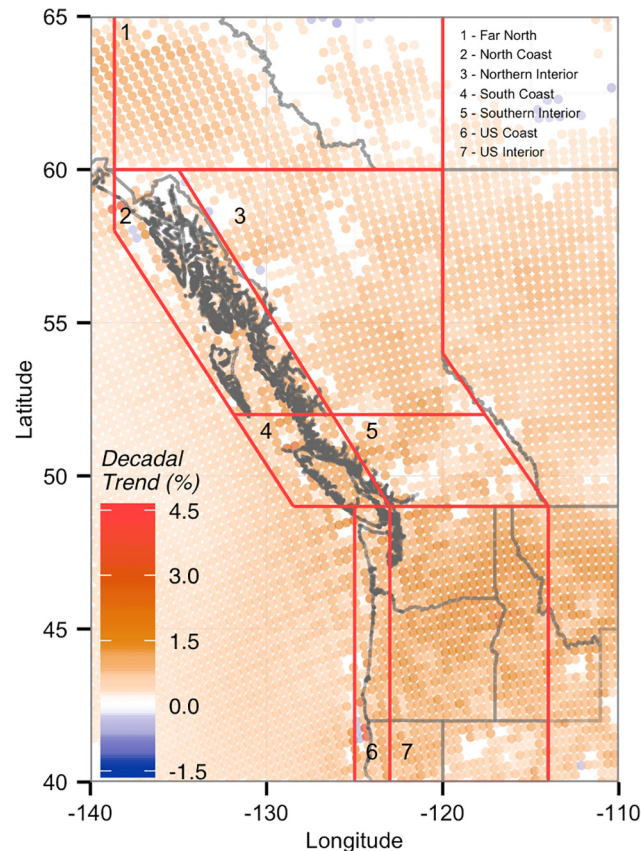 65
1
1 - Far North
2 - North Coast
3 - Northern Interior
4 - South Coast
5 - Southern Interior
6 - US Coast
7 - US Interior
60
2
3
55
Latitude
4
5
50
Decadal
Trend (%)
4.5
3.0
1.5
0.0
-1.5
45
6
7
40
-140
-130
-120
-110
Longitude